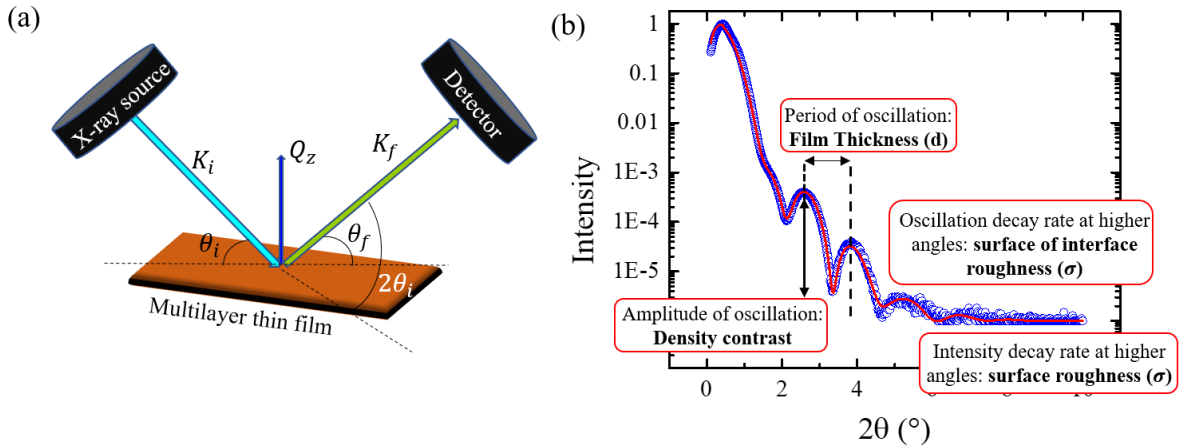 (a)
X-ray source
Detector
K_i
Q_z
K_f
θ_i
θ_f
2θ_i
Multilayer thin film
(b)
Intensity
1
0.1
0.01
1E-3
1E-4
1E-5
Period of oscillation:
Film Thickness (d)
Oscillation decay rate at higher
angles: surface of interface
roughness (σ)
Amplitude of oscillation:
Density contrast
Intensity decay rate at higher
angles: surface roughness (σ)
0 2 4
2θ (°)